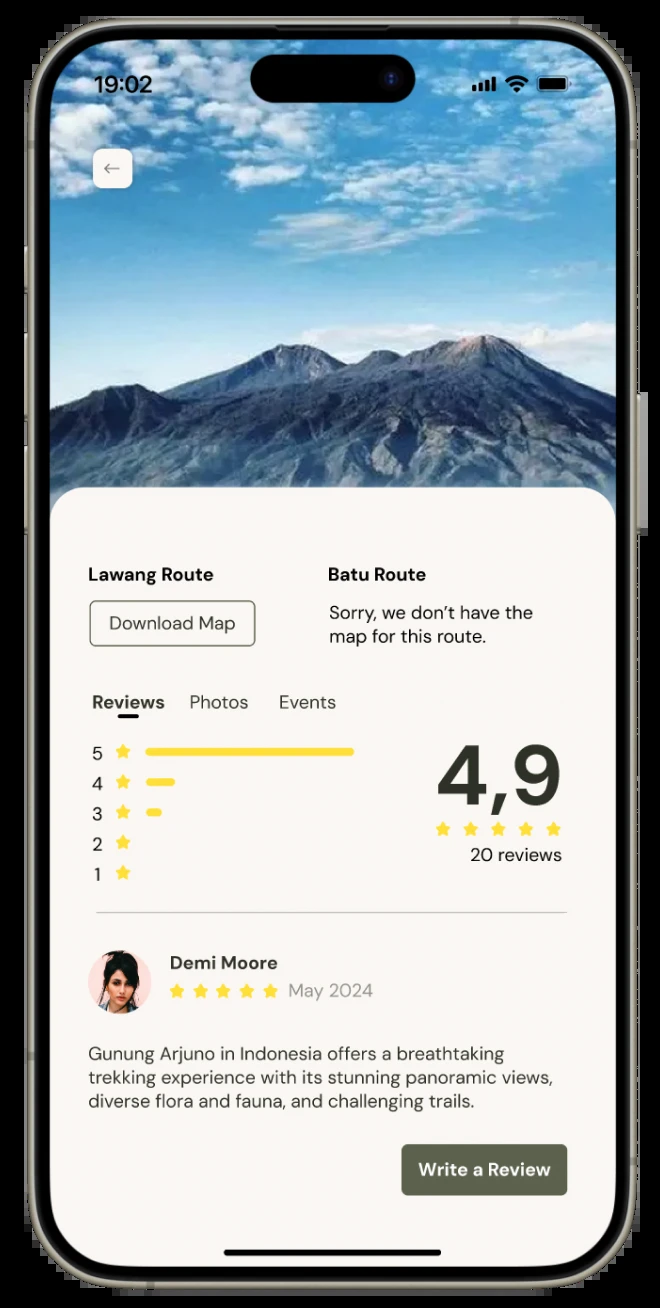 19:02
Lawang Route
Batu Route
Download Map
Sorry, we don’t have the
map for this route.
Reviews Photos Events
5
4
3
2
1
4,9
20 reviews
Demi Moore
May 2024
Gunung Arjuno in Indonesia offers a breathtaking
trekking experience with its stunning panoramic views,
diverse flora and fauna, and challenging trails.
Write a Review